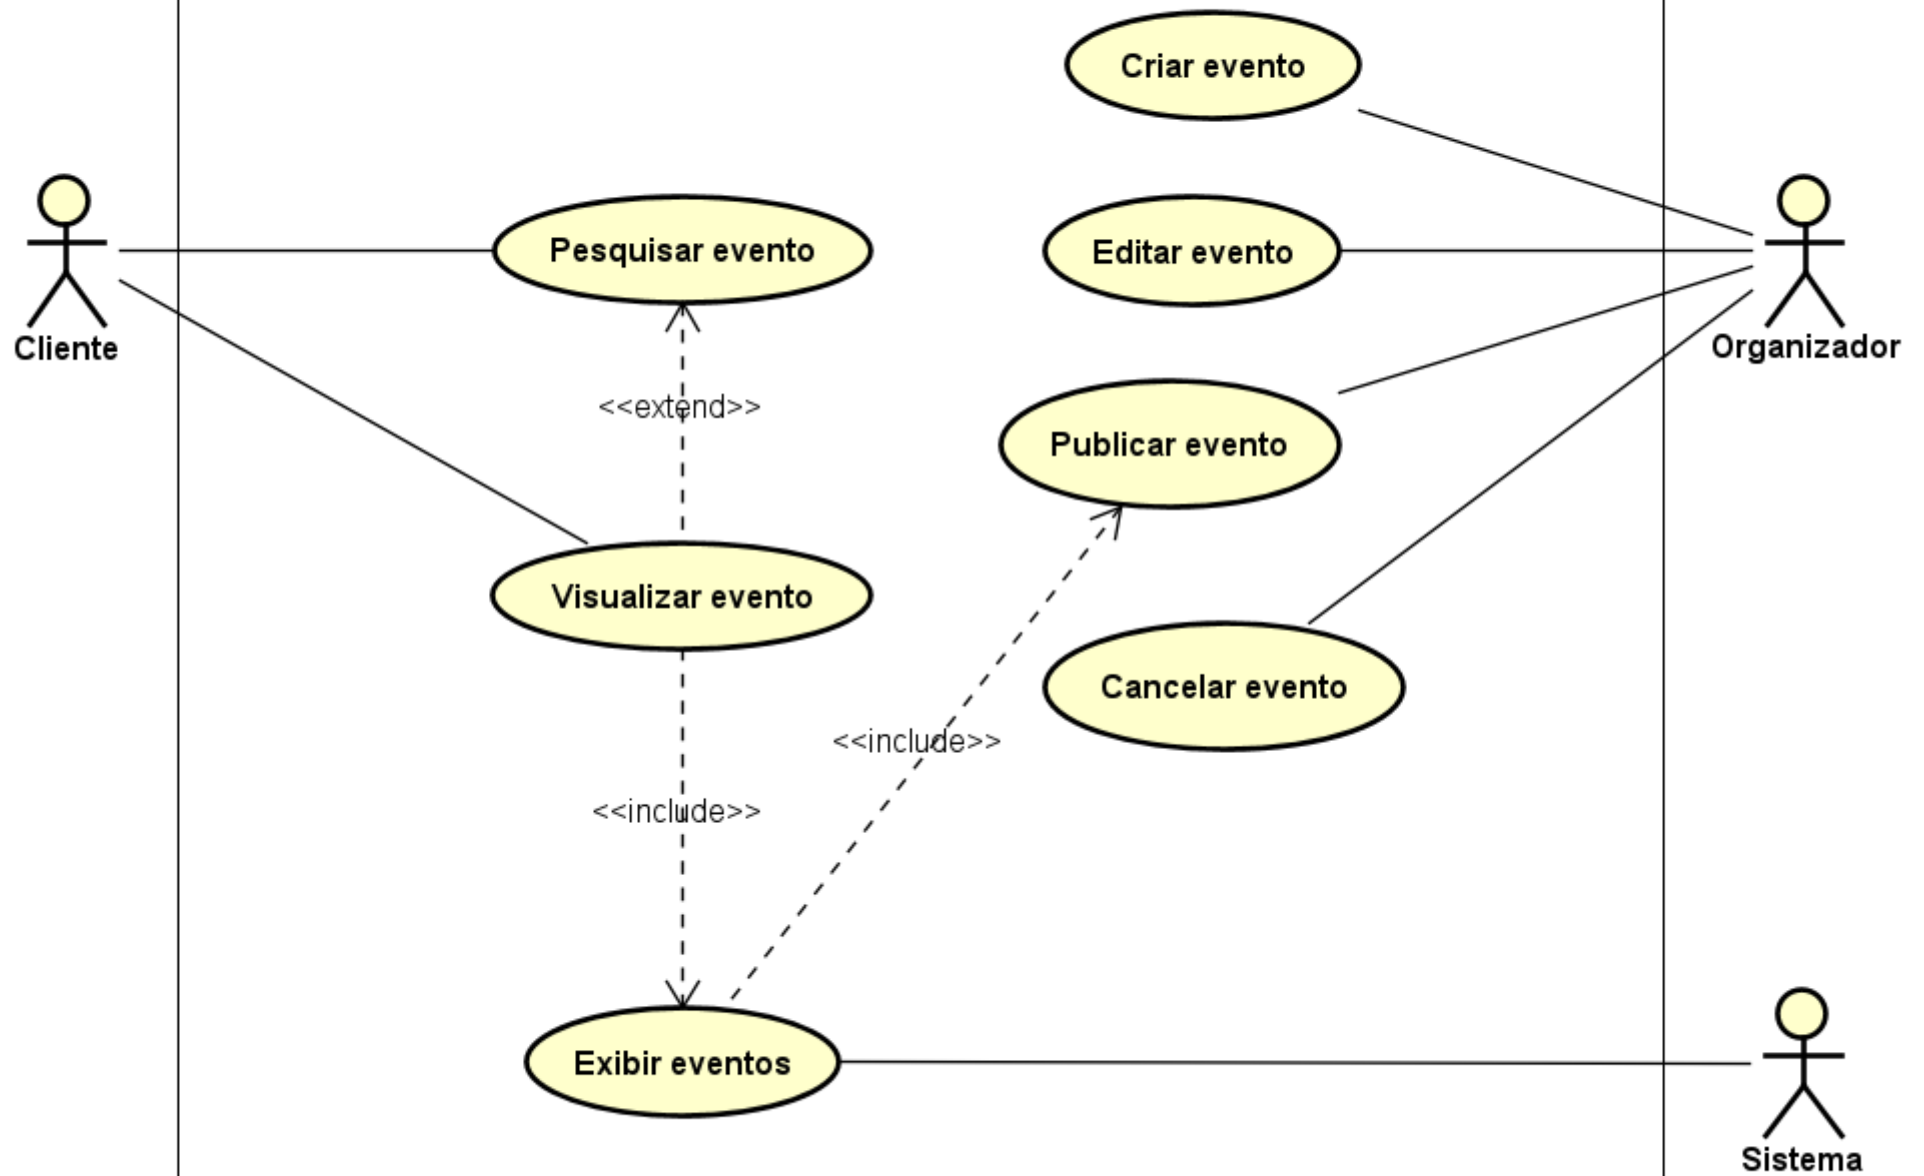 Criar evento
Pesquisar evento
Editar evento
Cliente
Organizador
<<extend>>
Publicar evento
Visualizar evento
Cancelar evento
<<include>>
<<include>>
Exibir eventos
Sistema